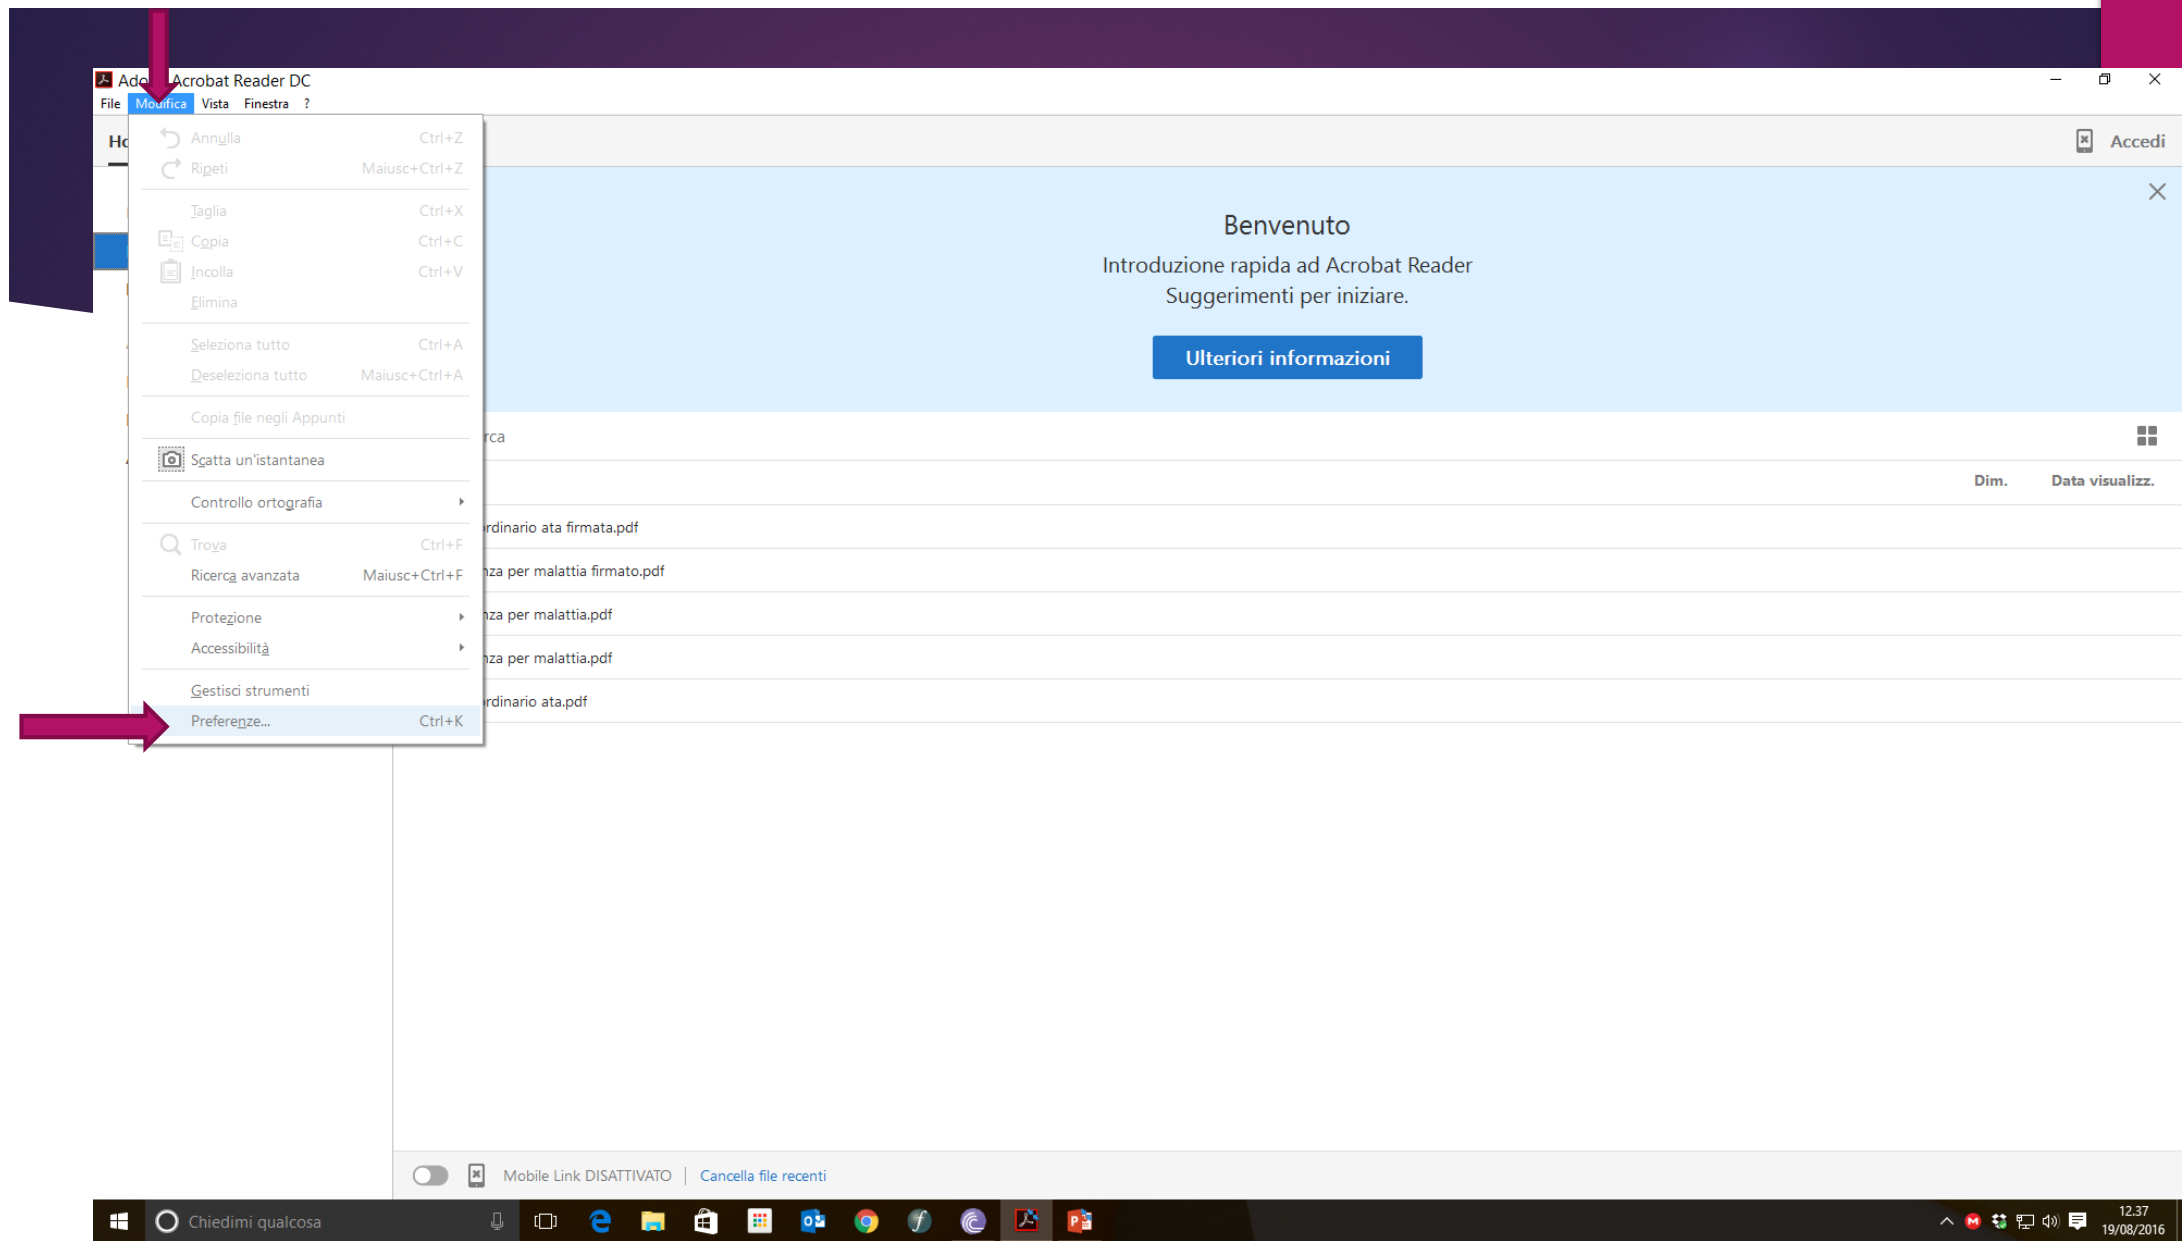 Acrobat Reader DC
File Modifica Vista Finestra ?
Accedi
Annulla Ctrl+Z
Ripeti Maiusc+Ctrl+Z
Taglia Ctrl+X
Copia Ctrl+C
Incolla Ctrl+V
Elimina
Seleziona tutto Ctrl+A
Deseleziona tutto Maiusc+Ctrl+A
Copia file negli Appunti
Scatta un'istantanea
Controllo ortografia
Trova Ctrl+F
Ricerca avanzata Maiusc+Ctrl+F
Protezione
Accessibilità
Gestisci strumenti
Preferenze... Ctrl+K
Benvenuto
Introduzione rapida ad Acrobat Reader
Suggerimenti per iniziare.
Ulteriori informazioni
rca
Dim. Data visualizz.
rdinario ata firmata.pdf
nza per malattia firmato.pdf
nza per malattia.pdf
nza per malattia.pdf
rdinario ata.pdf
Mobile Link DISATTIVATO Cancella file recenti
Chiedimi qualcosa
12.37
19/08/2016